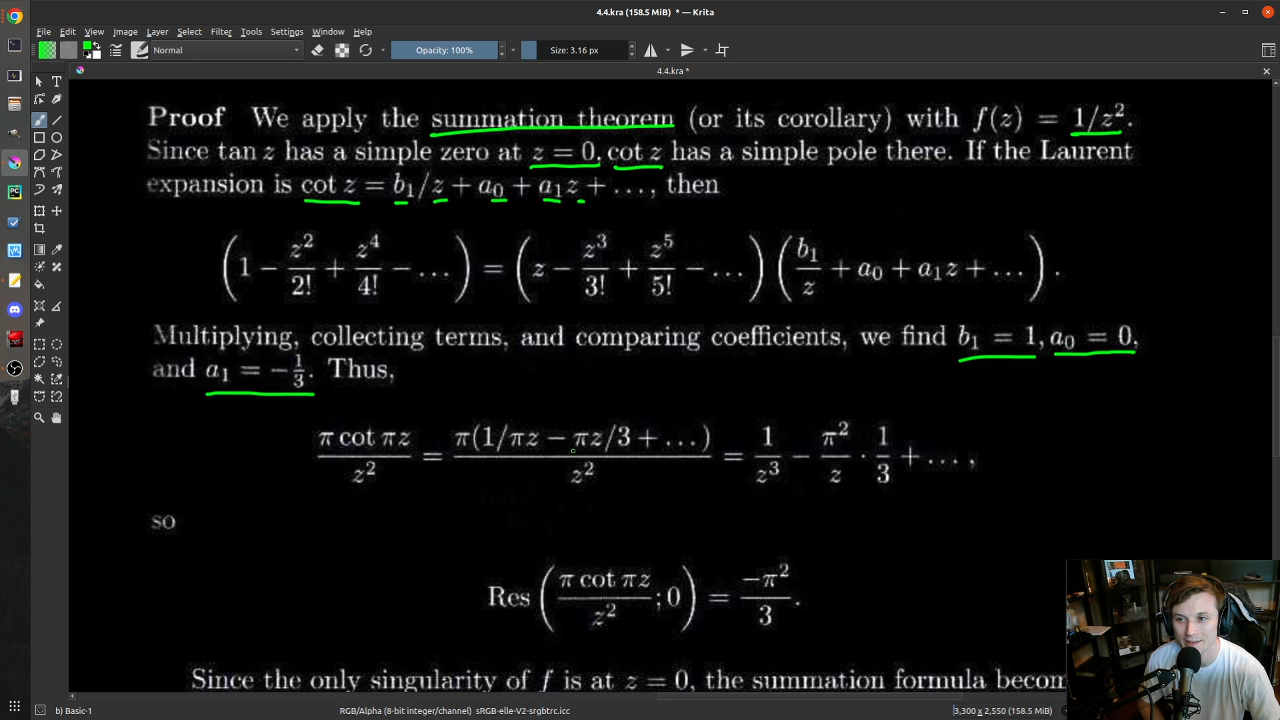 4.4.kra (158.5 MiB) * — Krita
File Edit View Image Layer Select Filter Tools Settings Window Help
Normal Opacity: 100% Size: 3.16 px
4.4.kra *
Proof We apply the summation theorem (or its corollary) with f(z) = 1/z².
Since tan z has a simple zero at z = 0, cot z has a simple pole there. If the Laurent
expansion is cot z = b₁/z + a₀ + a₁z + ..., then
(1 − z²/2! + z⁴/4! − ...) = (z − z³/3! + z⁵/5! − ...) (b₁/z + a₀ + a₁z + ...).
Multiplying, collecting terms, and comparing coefficients, we find b₁ = 1, a₀ = 0,
and a₁ = −1/3. Thus,
π cot πz / z² = π(1/πz − πz/3 + ...) / z² = 1/z³ − π²/z · 1/3 + ...,
so
Res (π cot πz / z² ; 0) = −π²/3.
Since the only singularity of f is at z = 0, the summation formula becom
b) Basic-1 RGB/Alpha (8-bit integer/channel) sRGB-elle-V2-srgbtrc.icc 3,300 x 2,550 (158.5 MiB)